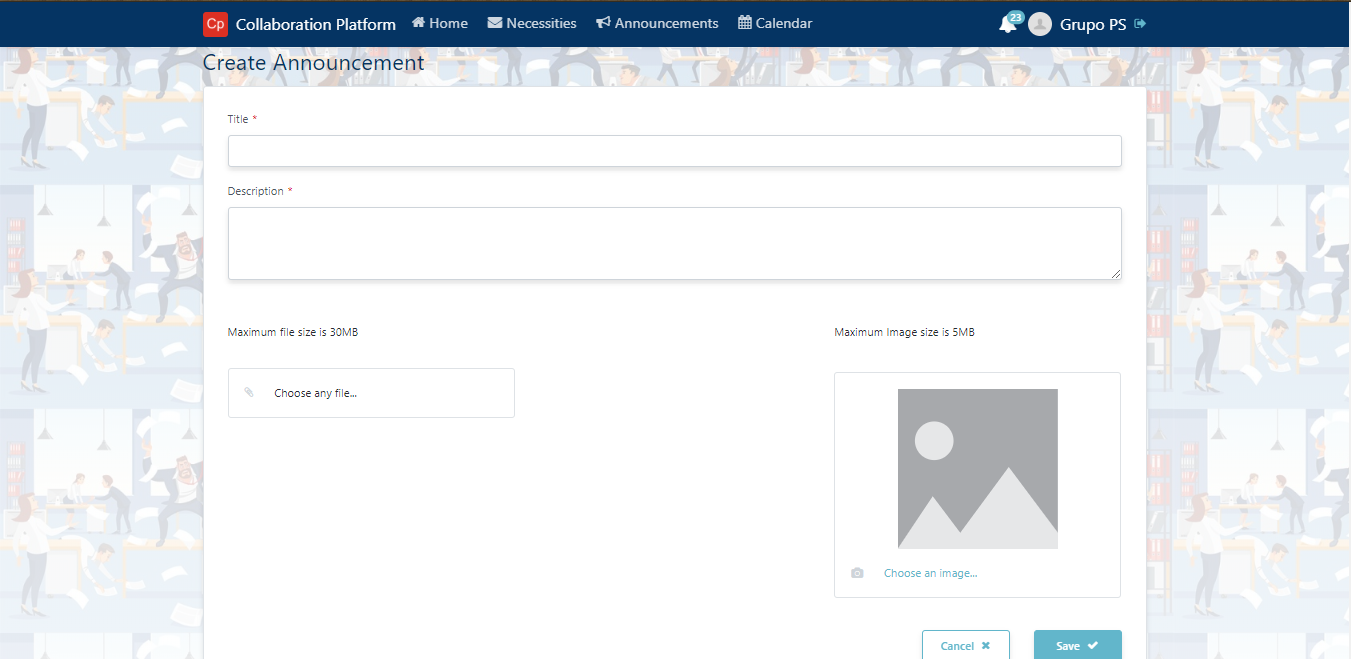 Cp Collaboration Platform Home Necessities Announcements Calendar 23 Grupo PS
Create Announcement
Title *
Description *
Maximum file size is 30MB Maximum Image size is 5MB
Choose any file...
Choose an image...
Cancel Save